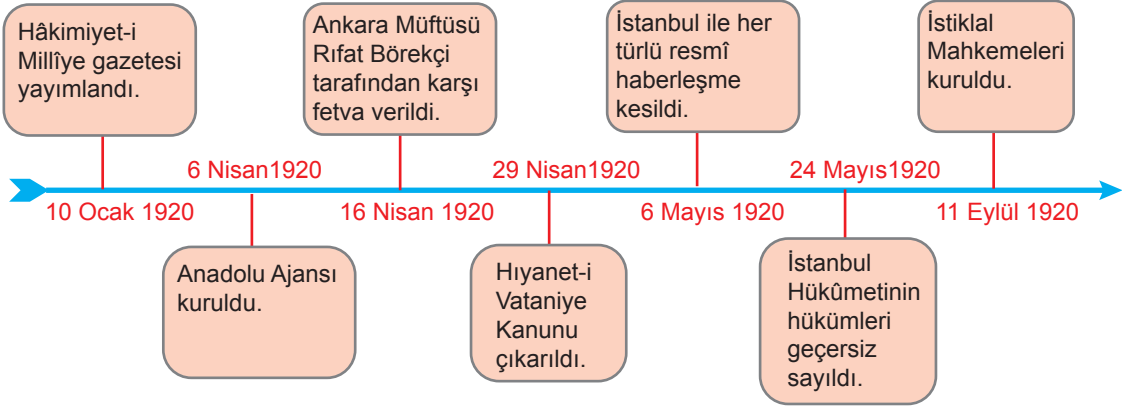 Hâkimiyet-i
Millîye gazetesi
yayımlandı.
Ankara Müftüsü
Rıfat Börekçi
tarafından karşı
fetva verildi.
İstanbul ile her
türlü resmî
haberleşme
kesildi.
İstiklal
Mahkemeleri
kuruldu.
6 Nisan1920
29 Nisan1920
24 Mayıs1920
10 Ocak 1920
16 Nisan 1920
6 Mayıs 1920
11 Eylül 1920
Anadolu Ajansı
kuruldu.
Hıyanet-i
Vataniye
Kanunu
çıkarıldı.
İstanbul
Hükûmetinin
hükümleri
geçersiz
sayıldı.